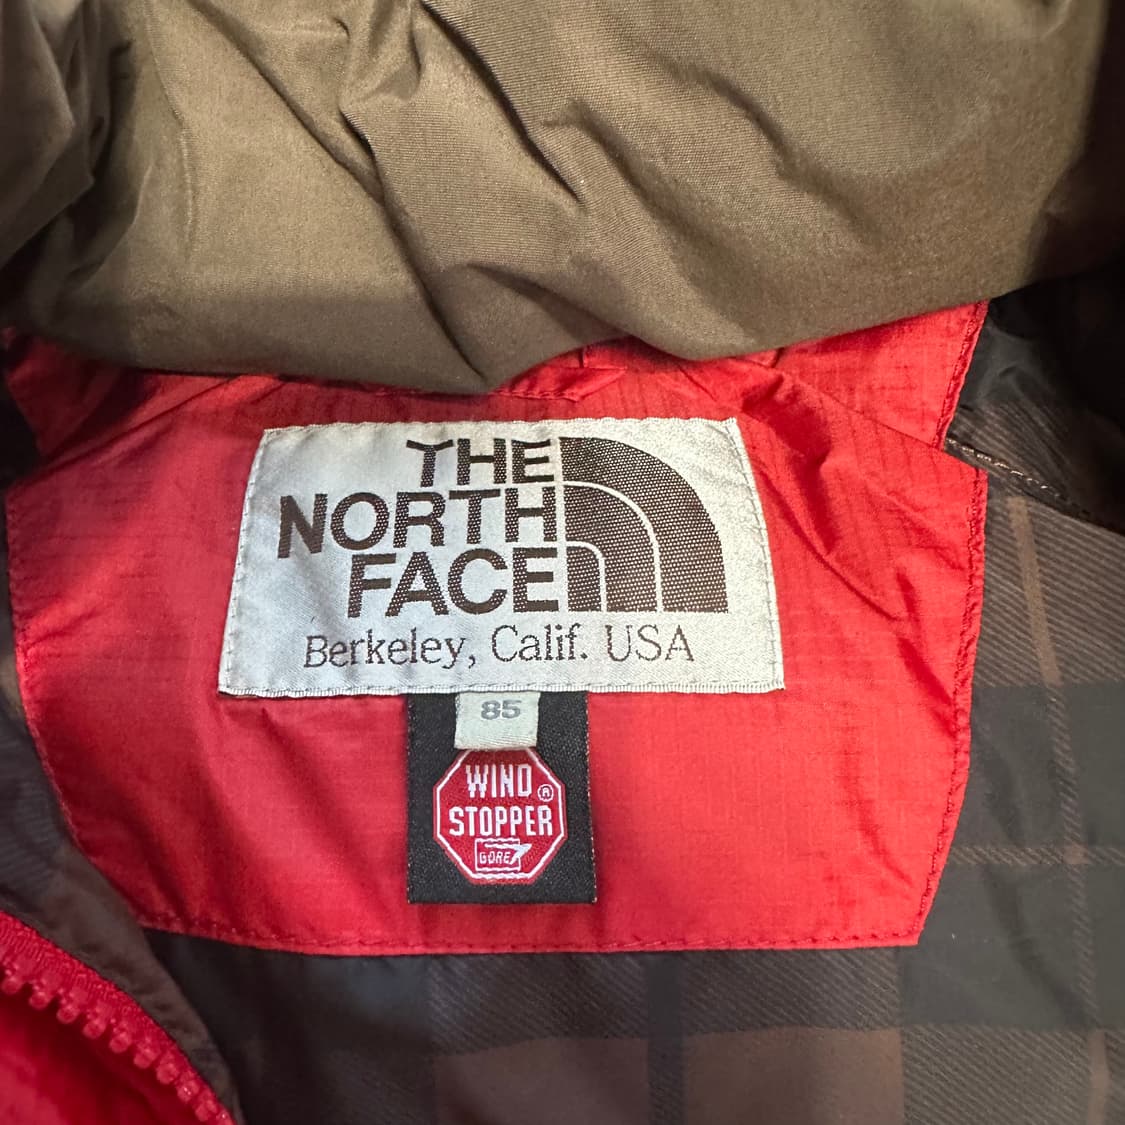 THE
NORTH
FACE
Berkeley, Calif. USA
85
WIND
STOPPER®
GORE